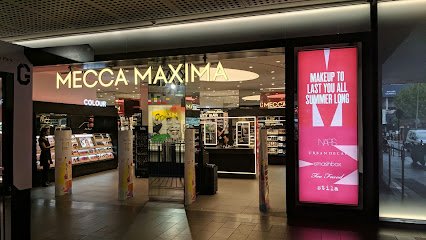 MECCA MAXIMA
COLOUR
G
MECCA
MAKEUP TO
LAST YOU ALL
SUMMER LONG
NARS
URBAN DECAY
smashbox
Too Faced
stila